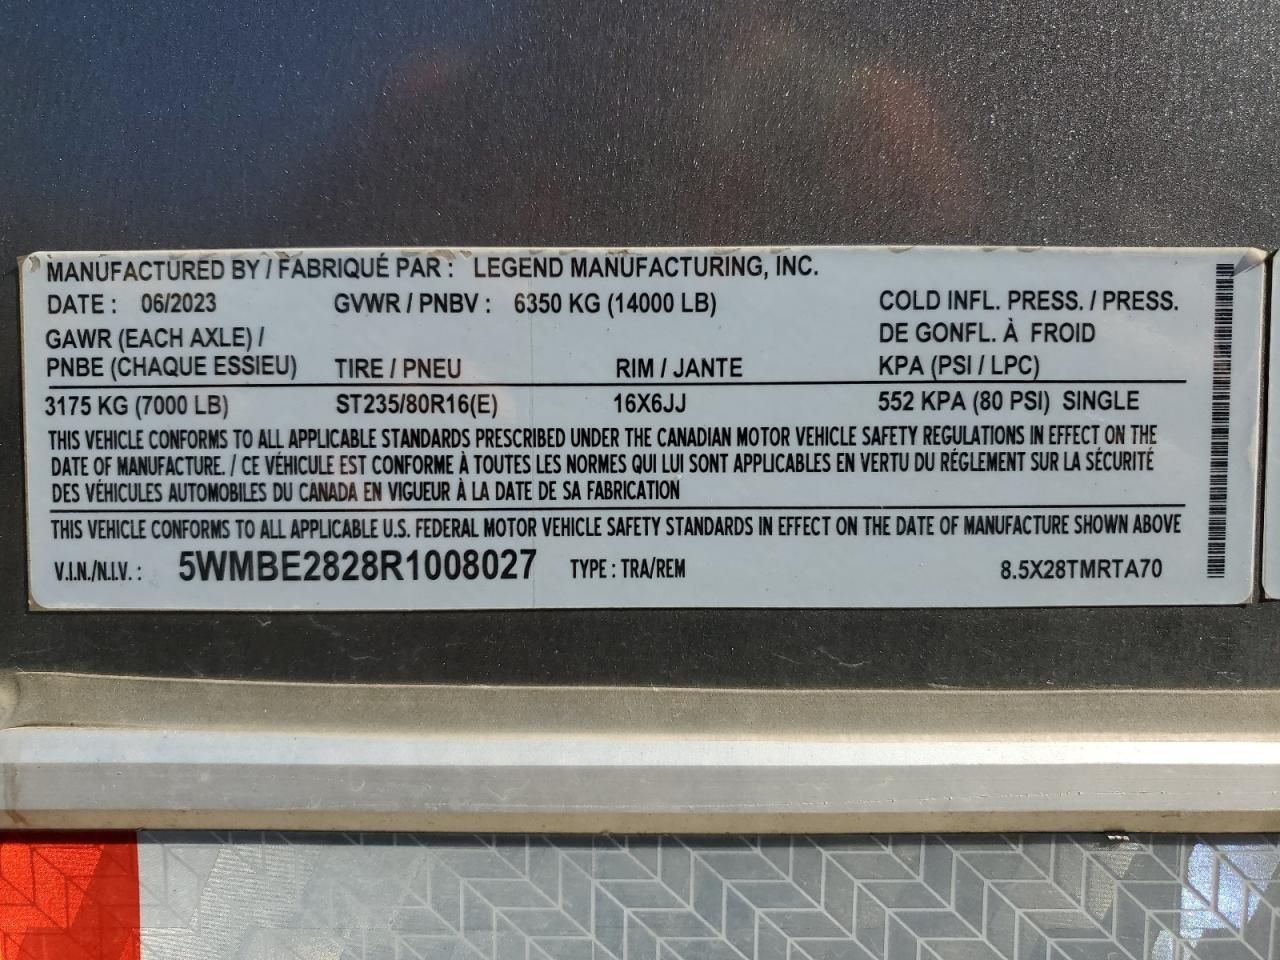 MANUFACTURED BY / FABRIQUÉ PAR : LEGEND MANUFACTURING, INC.
DATE : 06/2023 GVWR / PNBV : 6350 KG (14000 LB) COLD INFL. PRESS. / PRESS.
GAWR (EACH AXLE) / DE GONFL. À FROID
PNBE (CHAQUE ESSIEU) TIRE / PNEU RIM / JANTE KPA (PSI / LPC)
3175 KG (7000 LB) ST235/80R16(E) 16X6JJ 552 KPA (80 PSI) SINGLE
THIS VEHICLE CONFORMS TO ALL APPLICABLE STANDARDS PRESCRIBED UNDER THE CANADIAN MOTOR VEHICLE SAFETY REGULATIONS IN EFFECT ON THE
DATE OF MANUFACTURE. / CE VÉHICULE EST CONFORME À TOUTES LES NORMES QUI LUI SONT APPLICABLES EN VERTU DU RÉGLEMENT SUR LA SÉCURITÉ
DES VÉHICULES AUTOMOBILES DU CANADA EN VIGUEUR À LA DATE DE SA FABRICATION
THIS VEHICLE CONFORMS TO ALL APPLICABLE U.S. FEDERAL MOTOR VEHICLE SAFETY STANDARDS IN EFFECT ON THE DATE OF MANUFACTURE SHOWN ABOVE
V.I.N./N.I.V. : 5WMBE2828R1008027 TYPE : TRA/REM 8.5X28TMRTA70